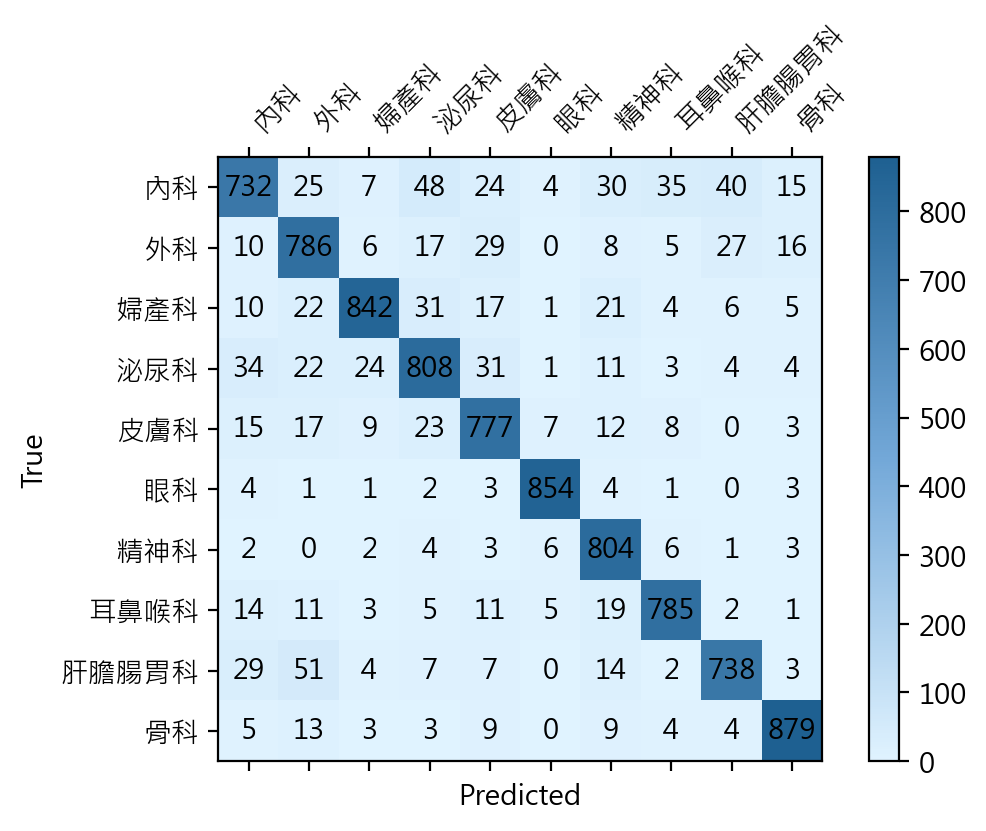 內科 外科 婦產科 泌尿科 皮膚科 眼科 精神科 耳鼻喉科 肝膽腸胃科 骨科
內科 732 25 7 48 24 4 30 35 40 15
外科 10 786 6 17 29 0 8 5 27 16
婦產科 10 22 842 31 17 1 21 4 6 5
泌尿科 34 22 24 808 31 1 11 3 4 4
皮膚科 15 17 9 23 777 7 12 8 0 3
眼科 4 1 1 2 3 854 4 1 0 3
精神科 2 0 2 4 3 6 804 6 1 3
耳鼻喉科 14 11 3 5 11 5 19 785 2 1
肝膽腸胃科 29 51 4 7 7 0 14 2 738 3
骨科 5 13 3 3 9 0 9 4 4 879
True
Predicted
800
700
600
500
400
300
200
100
0